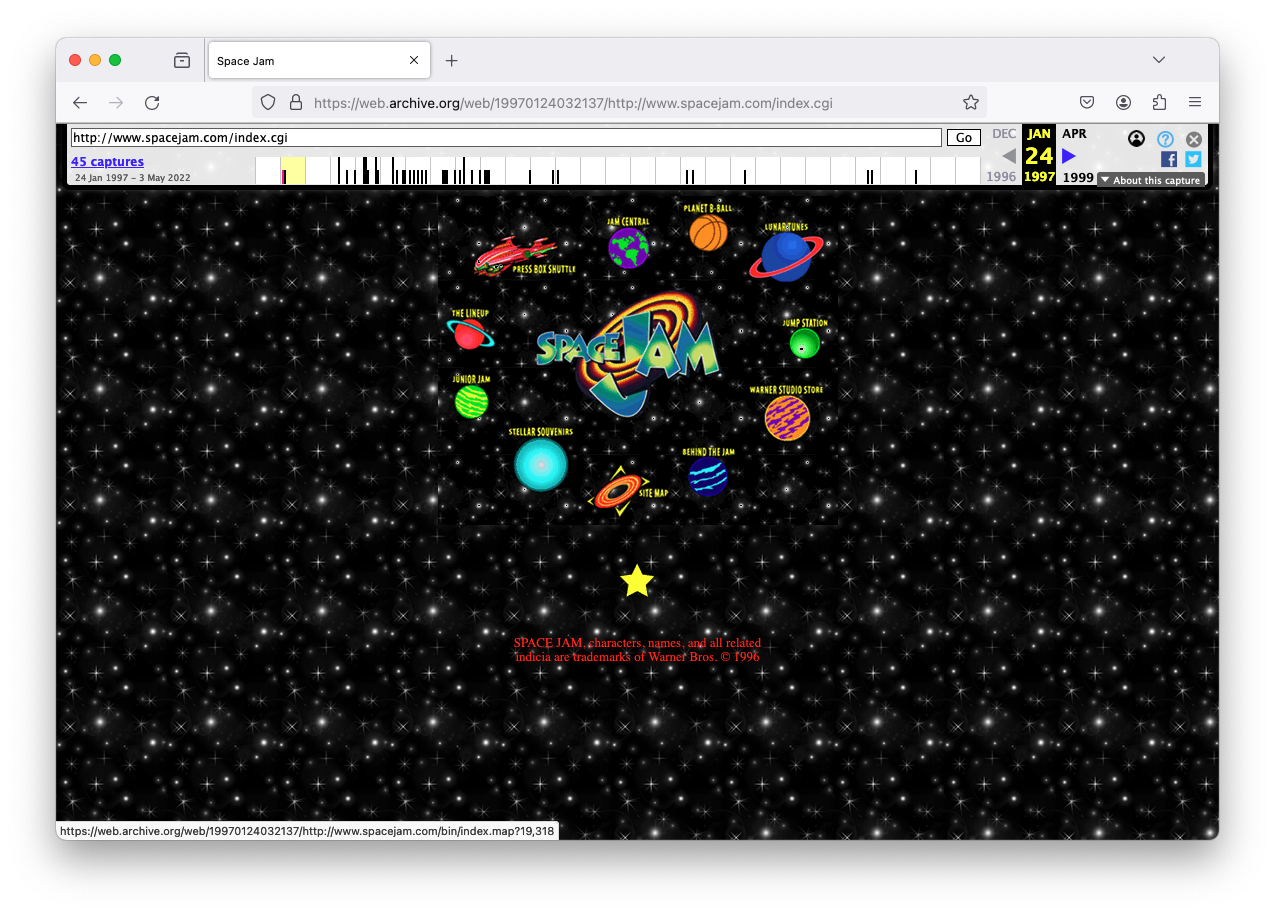 Space Jam
https://web.archive.org/web/19970124032137/http://www.spacejam.com/index.cgi
http://www.spacejam.com/index.cgi
Go
DEC JAN APR
45 captures
24
24 Jan 1997 – 3 May 2022
1996 1997 1999
About this capture
PLANET B-BALL
JAM CENTRAL
LUNAR TUNES
PRESS BOX SHUTTLE
THE LINEUP
JUMP STATION
SPACE JAM
JUNIOR JAM
WARNER STUDIO STORE
STELLAR SOUVENIRS
BEHIND THE JAM
SITE MAP
SPACE JAM, characters, names, and all related
indicia are trademarks of Warner Bros. © 1996
https://web.archive.org/web/19970124032137/http://www.spacejam.com/bin/index.map?19,318